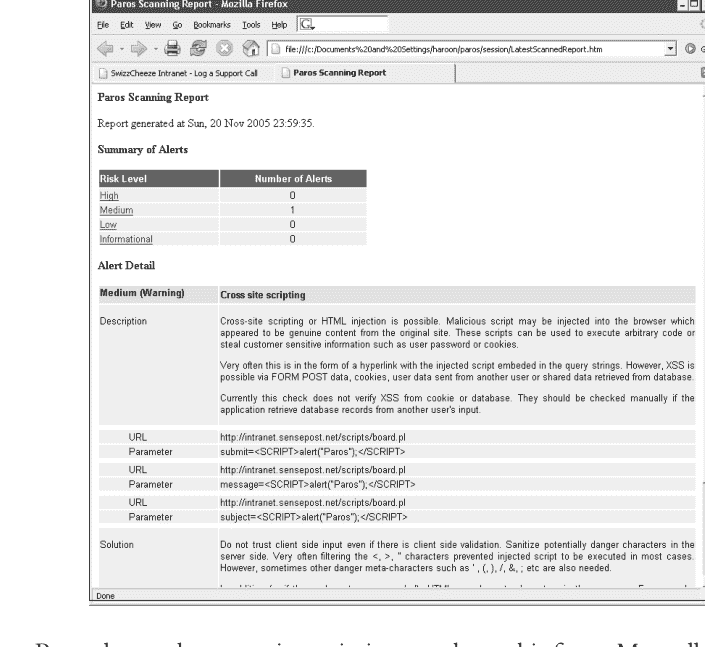 Paros Scanning Report - Mozilla Firefox
File Edit View Go Bookmarks Tools Help G
file:///c:/Documents%20and%20Settings/haroon/paros/session/LatestScannedReport.htm
SwizzCheeze Intranet - Log a Support Call Paros Scanning Report
Paros Scanning Report
Report generated at Sun, 20 Nov 2005 23:59:35.
Summary of Alerts
Risk Level Number of Alerts
High 0
Medium 1
Low 0
Informational 0
Alert Detail
Medium (Warning) Cross site scripting
Description Cross-site scripting or HTML injection is possible. Malicious script may be injected into the browser which
appeared to be genuine content from the original site. These scripts can be used to execute arbitrary code or
steal customer sensitive information such as user password or cookies.
Very often this is in the form of a hyperlink with the injected script embeded in the query strings. However, XSS is
possible via FORM POST data, cookies, user data sent from another user or shared data retrieved from database.
Currently this check does not verify XSS from cookie or database. They should be checked manually if the
application retrieve database records from another user's input.
URL http://intranet.sensepost.net/scripts/board.pl
Parameter submit=<SCRIPT>alert("Paros");</SCRIPT>
URL http://intranet.sensepost.net/scripts/board.pl
Parameter message=<SCRIPT>alert("Paros");</SCRIPT>
URL http://intranet.sensepost.net/scripts/board.pl
Parameter subject=<SCRIPT>alert("Paros");</SCRIPT>
Solution Do not trust client side input even if there is client side validation. Sanitize potentially danger characters in the
server side. Very often filtering the <, >, " characters prevented injected script to be executed in most cases.
However, sometimes other danger meta-characters such as ' , (, ), /, &, ; etc are also needed.
Done